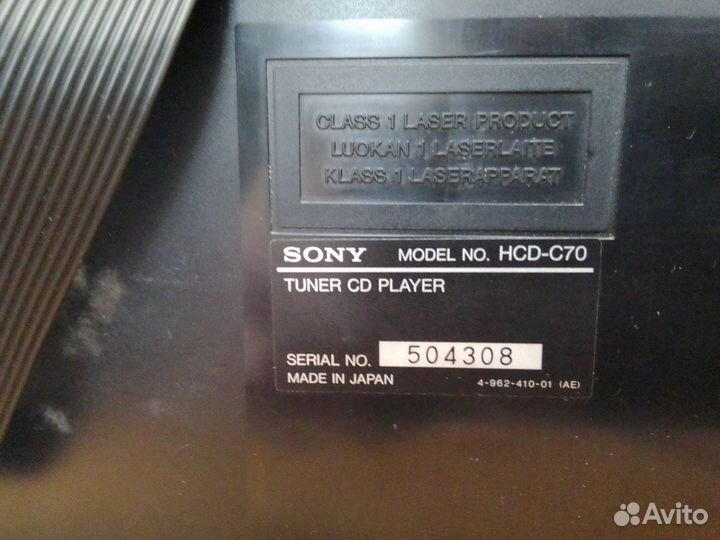 CLASS 1 LASER PRODUCT
LUOKAN 1 LASERLAITE
KLASS 1 LASERAPPARAT
SONY MODEL NO. HCD-C70
TUNER CD PLAYER
SERIAL NO. 504308
MADE IN JAPAN 4-962-410-01 (AE)
Avito